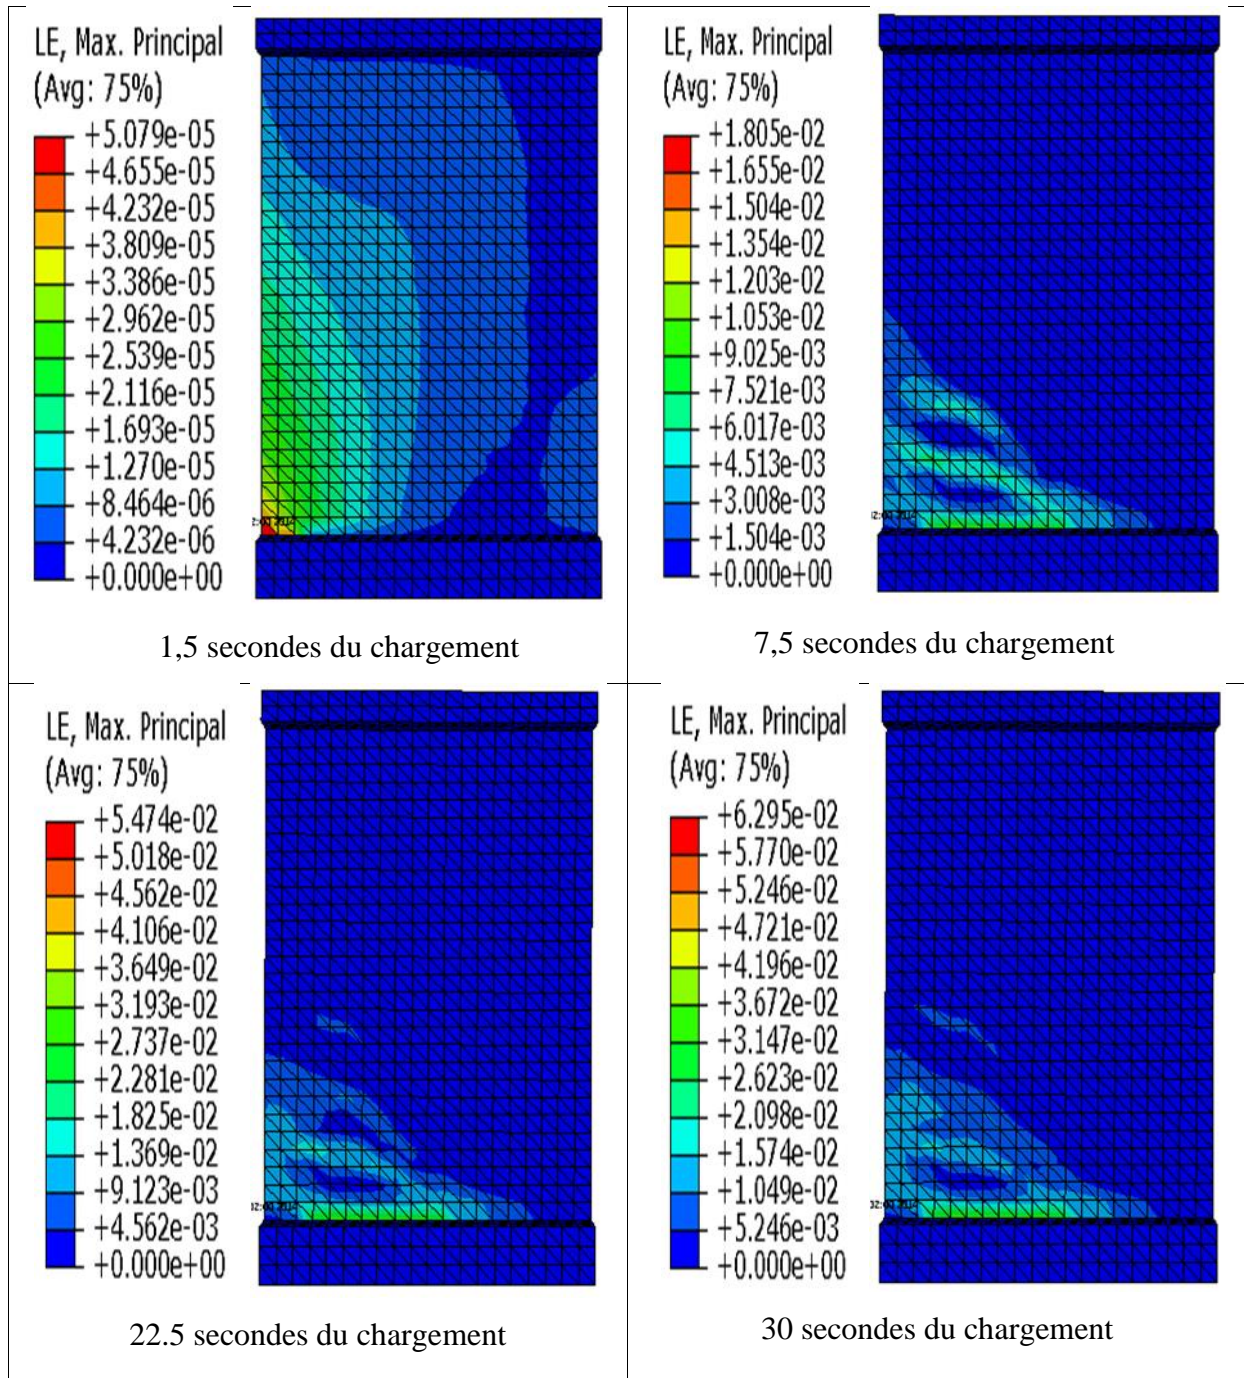 LE, Max. Principal
(Avg: 75%)
+5.079e-05
+4.655e-05
+4.232e-05
+3.809e-05
+3.386e-05
+2.962e-05
+2.539e-05
+2.116e-05
+1.693e-05
+1.270e-05
+8.464e-06
+4.232e-06
+0.000e+00
1,5 secondes du chargement
LE, Max. Principal
(Avg: 75%)
+1.805e-02
+1.655e-02
+1.504e-02
+1.354e-02
+1.203e-02
+1.053e-02
+9.025e-03
+7.521e-03
+6.017e-03
+4.513e-03
+3.008e-03
+1.504e-03
+0.000e+00
7,5 secondes du chargement
LE, Max. Principal
(Avg: 75%)
+5.474e-02
+5.018e-02
+4.562e-02
+4.106e-02
+3.649e-02
+3.193e-02
+2.737e-02
+2.281e-02
+1.825e-02
+1.369e-02
+9.123e-03
+4.562e-03
+0.000e+00
22.5 secondes du chargement
LE, Max. Principal
(Avg: 75%)
+6.295e-02
+5.770e-02
+5.246e-02
+4.721e-02
+4.196e-02
+3.672e-02
+3.147e-02
+2.623e-02
+2.098e-02
+1.574e-02
+1.049e-02
+5.246e-03
+0.000e+00
30 secondes du chargement